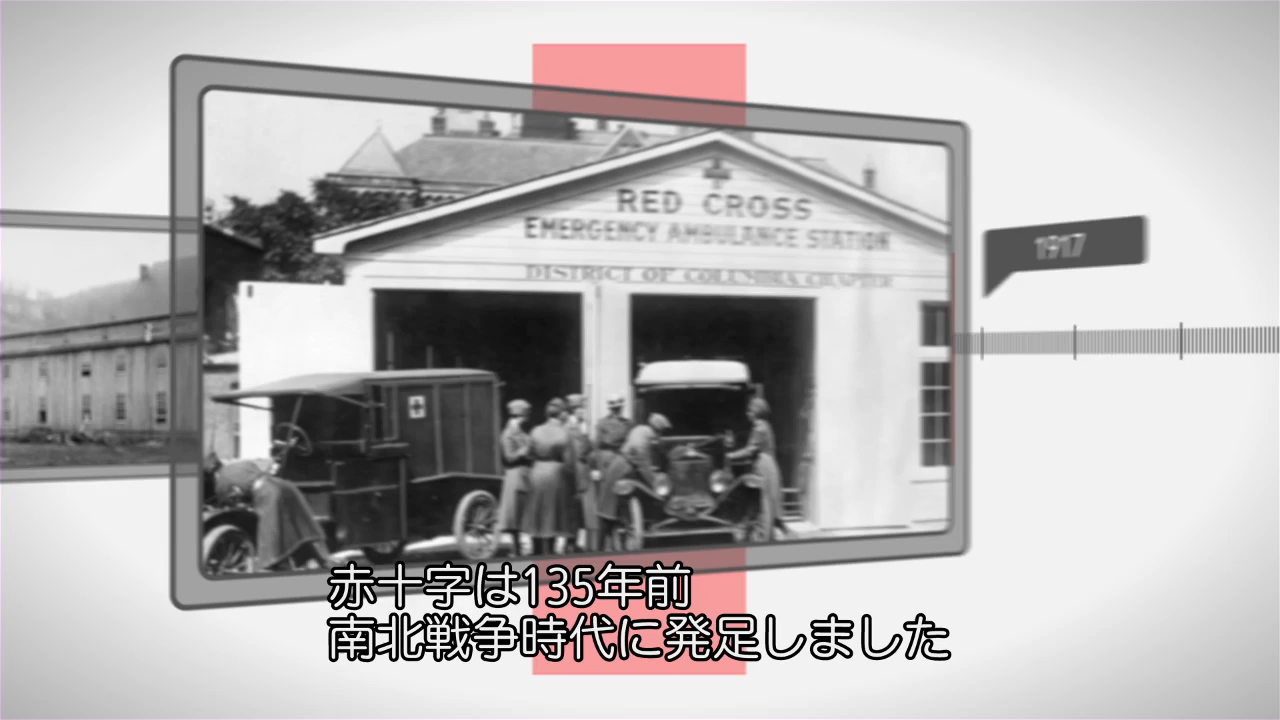 RED CROSS
EMERGENCY AMBULANCE STATION
DISTRICT OF COLUMBIA CHAPTER
1917
赤十字は135年前
南北戦争時代に発足しました